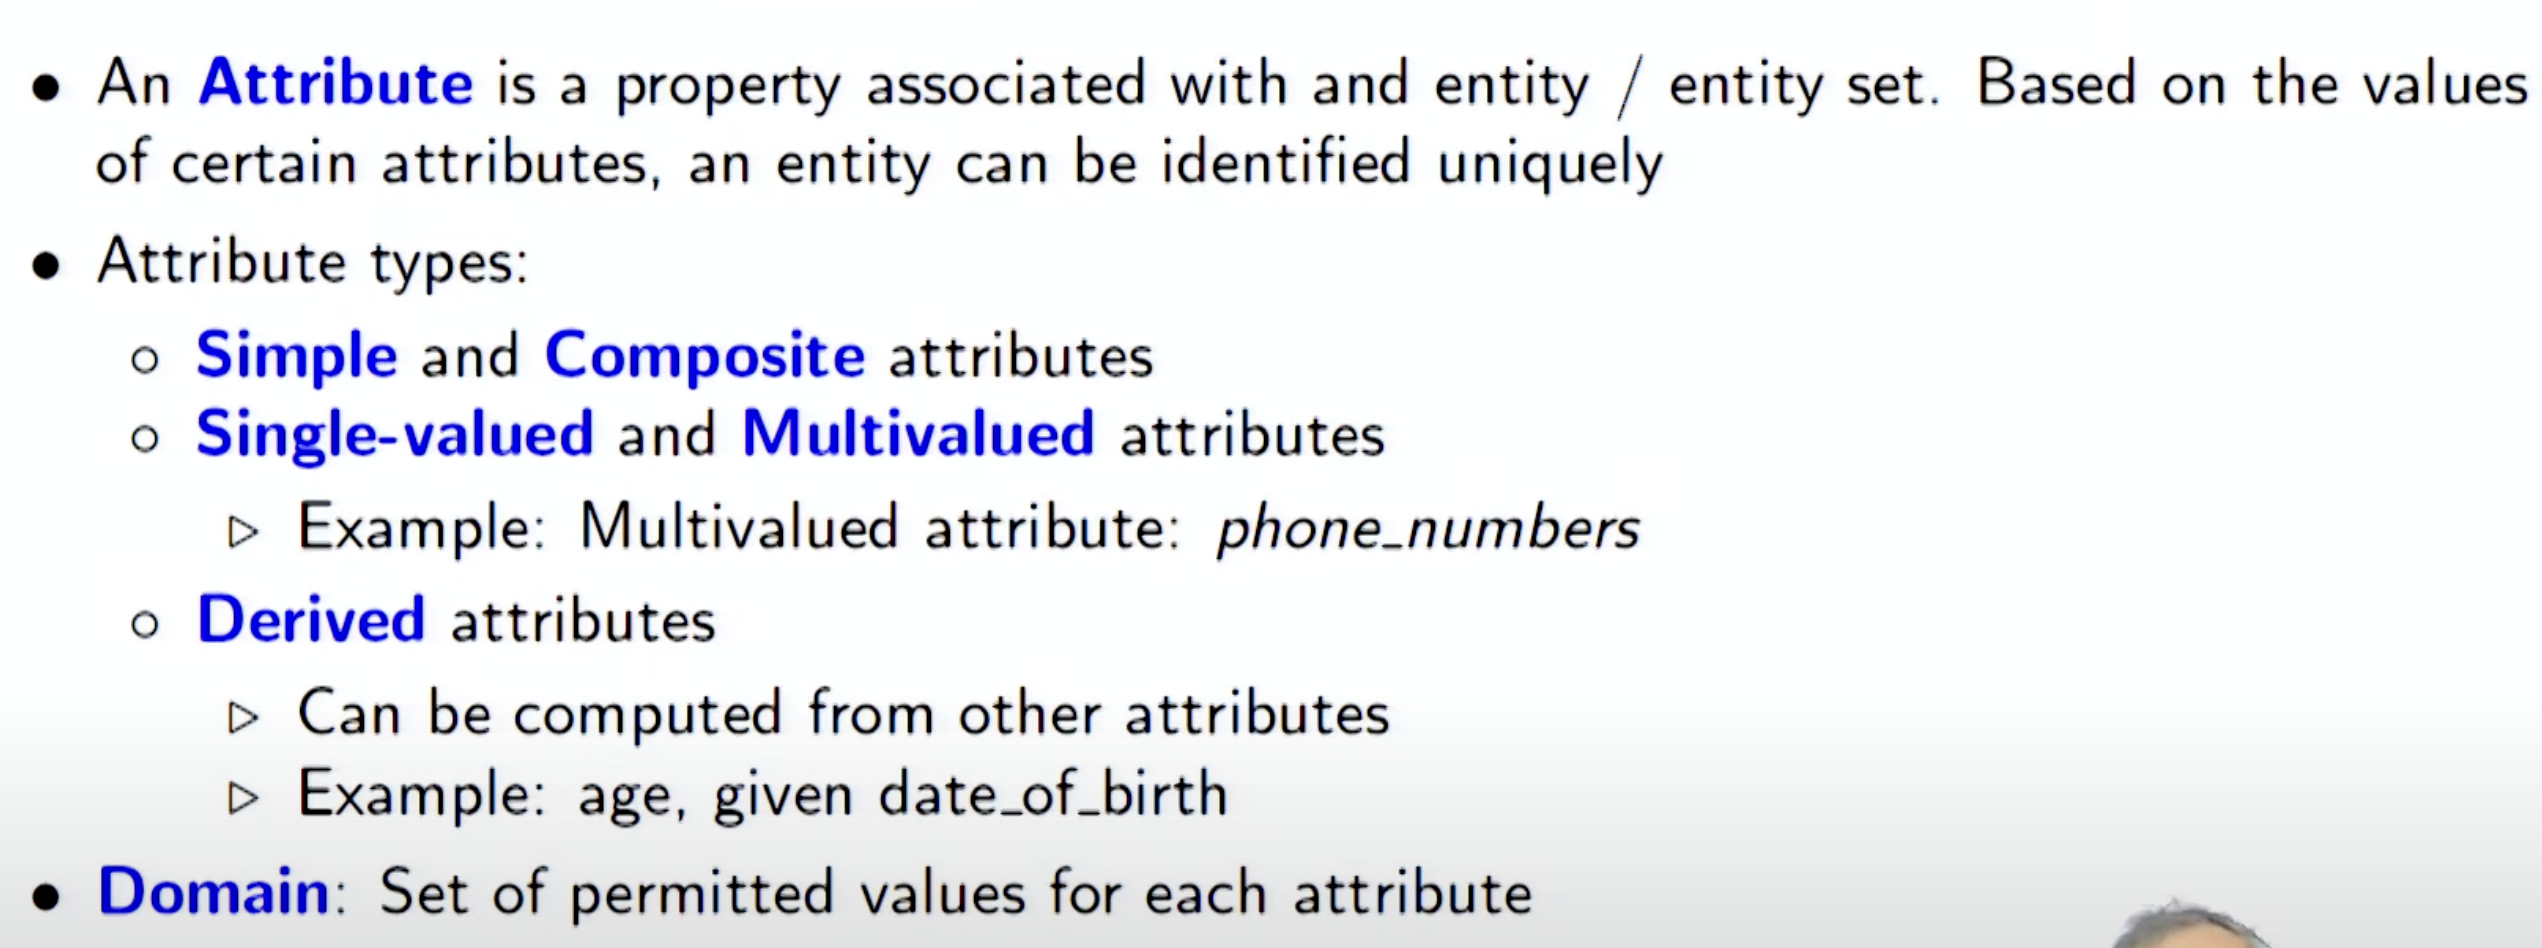 • An Attribute is a property associated with and entity / entity set. Based on the values
of certain attributes, an entity can be identified uniquely
• Attribute types:
◦ Simple and Composite attributes
◦ Single-valued and Multivalued attributes
▷ Example: Multivalued attribute: phone_numbers
◦ Derived attributes
▷ Can be computed from other attributes
▷ Example: age, given date_of_birth
• Domain: Set of permitted values for each attribute